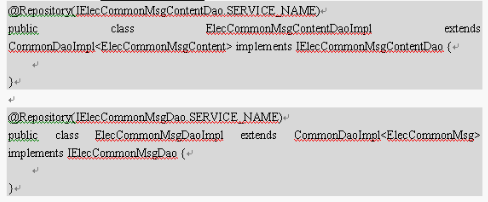 @Repository(IElecCommonMsgContentDao.SERVICE_NAME)
public class ElecCommonMsgContentDaoImpl extends
CommonDaoImpl<ElecCommonMsgContent> implements IElecCommonMsgContentDao {
}
@Repository(IElecCommonMsgDao.SERVICE_NAME)
public class ElecCommonMsgDaoImpl extends CommonDaoImpl<ElecCommonMsg>
implements IElecCommonMsgDao {
}